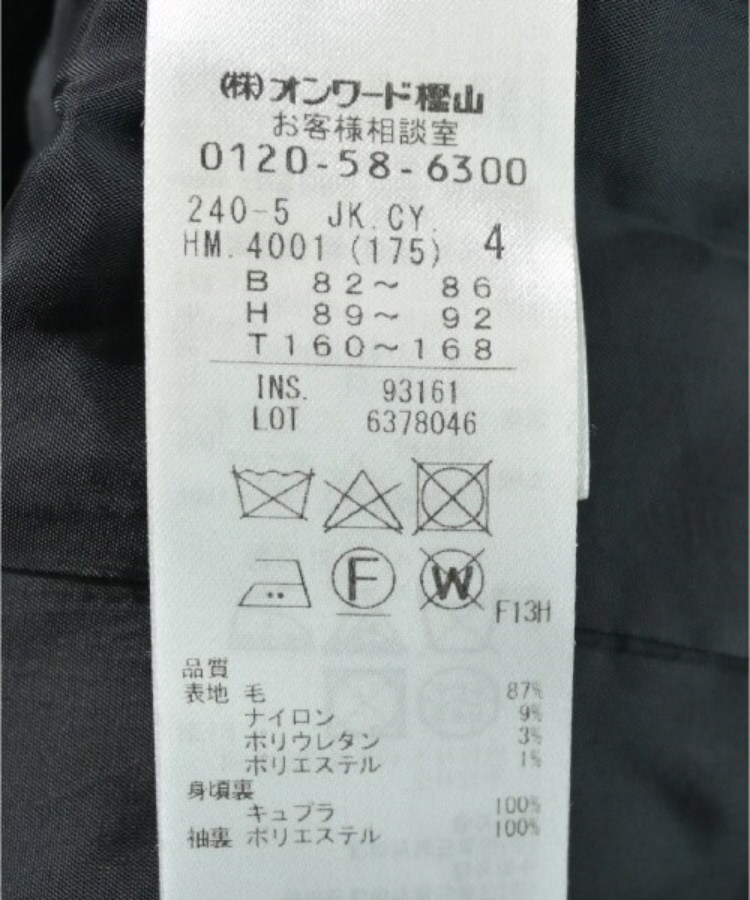 (株)オンワード樫山
お客様相談室
0120-58-6300
240-5 JK.CY.
HM.4001(175) 4
B 82〜 86
H 89〜 92
T160〜168
INS. 93161
LOT 6378046
F
W
F13H
品質
表地 毛 87%
ナイロン 9%
ポリウレタン 3%
ポリエステル 1%
身頃裏
キュプラ 100%
袖裏 ポリエステル 100%